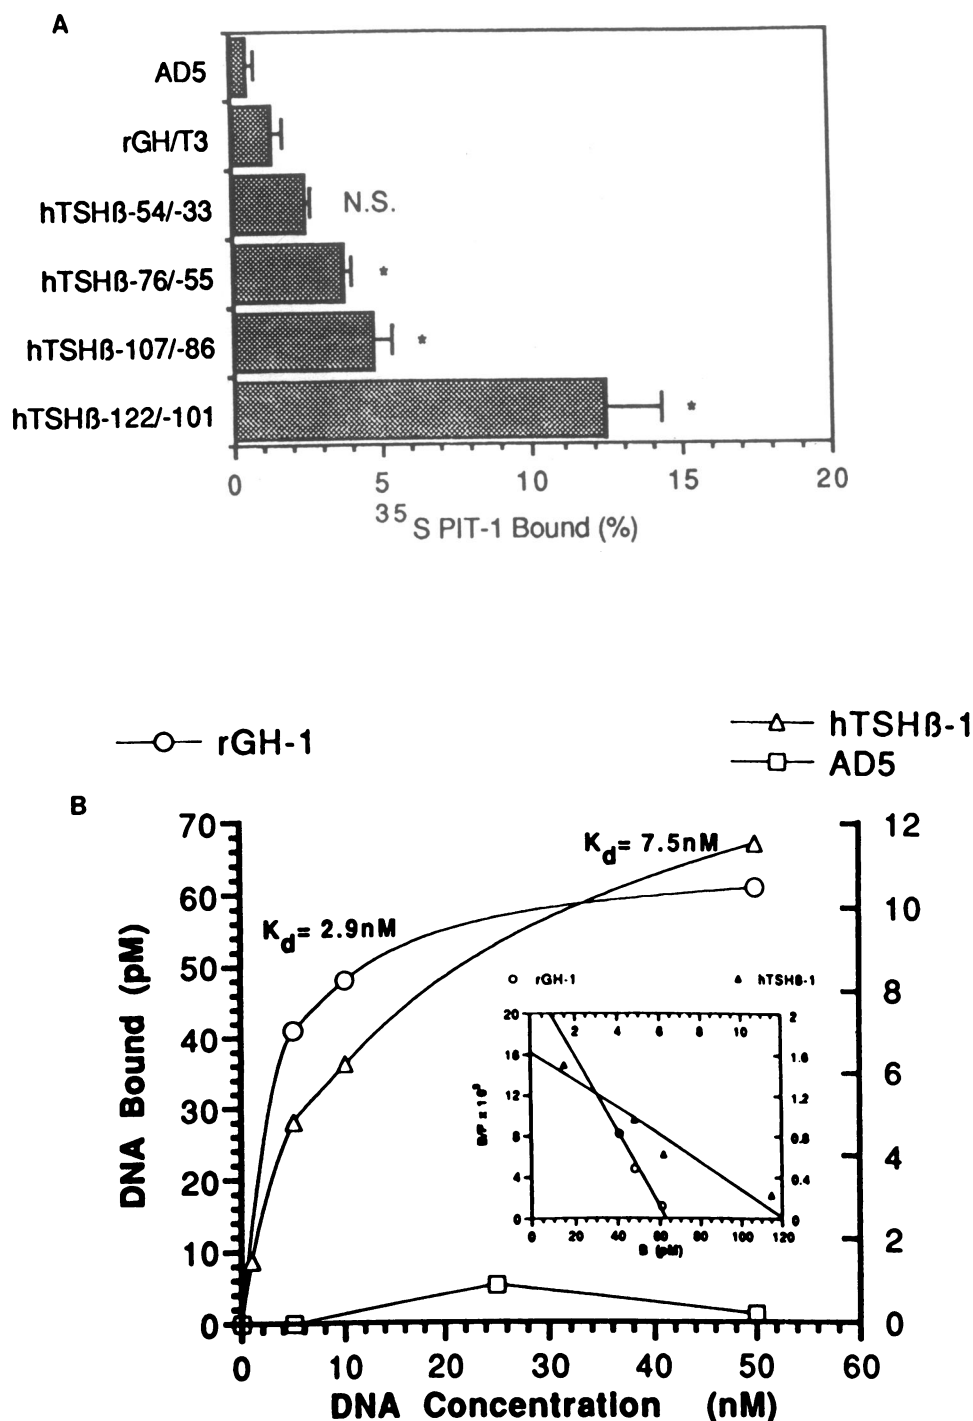 A
AD5
rGH/T3
hTSHß-54/-33 N.S.
hTSHß-76/-55 *
hTSHß-107/-86 *
hTSHß-122/-101 *
0 5 10 15 20
35 S PIT-1 Bound (%)
rGH-1
hTSHß-1
AD5
B
70 60 50 40 30 20 10 0
DNA Bound (pM)
Kd= 2.9nM
Kd= 7.5nM
12 10 8 6 4 2 0
rGH-1 hTSHß-1
2 4 6 8 10
20 16 12 8 4 0
B/F x 10³
2 1.6 1.2 0.8 0.4 0
0 20 40 60 80 100 120
B (pM)
0 10 20 30 40 50 60
DNA Concentration (nM)